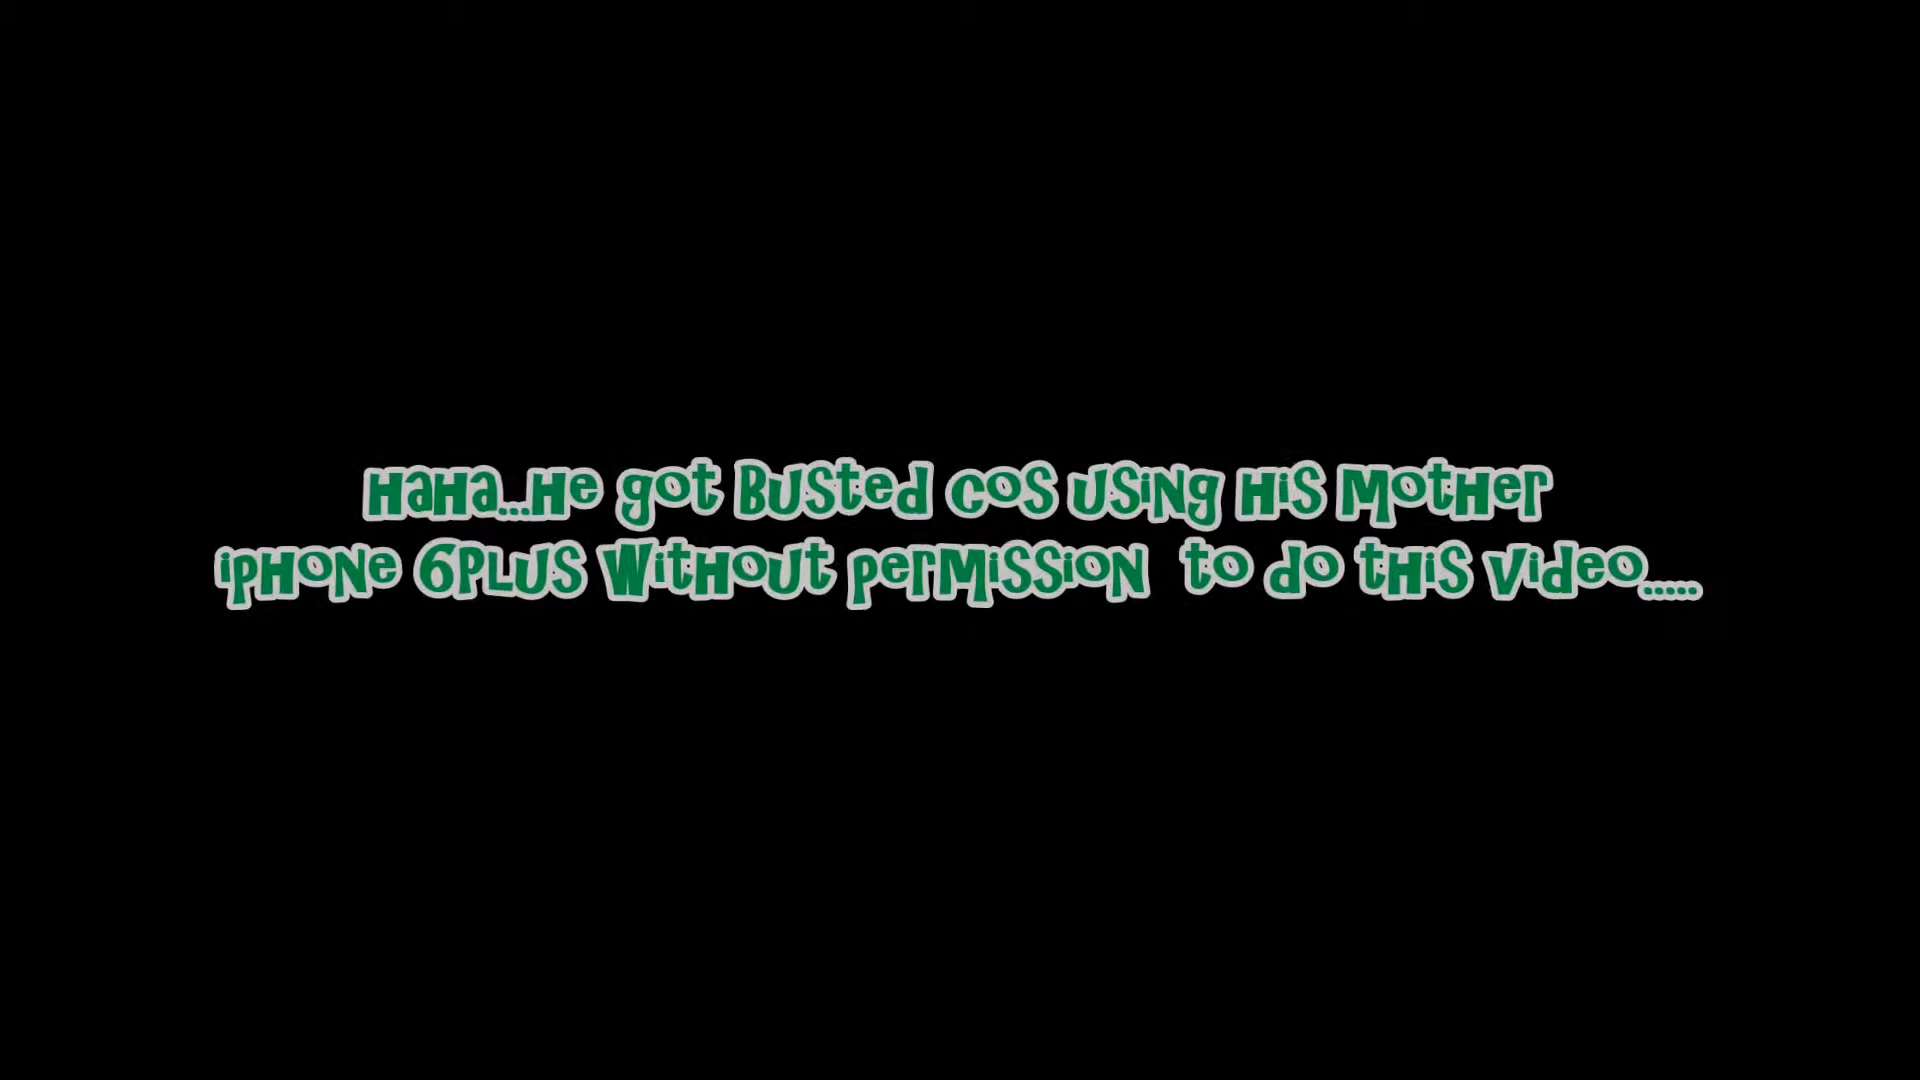 HaHa...He got Busted cos using His Mother
iphone 6Plus without permission  to do this video.....